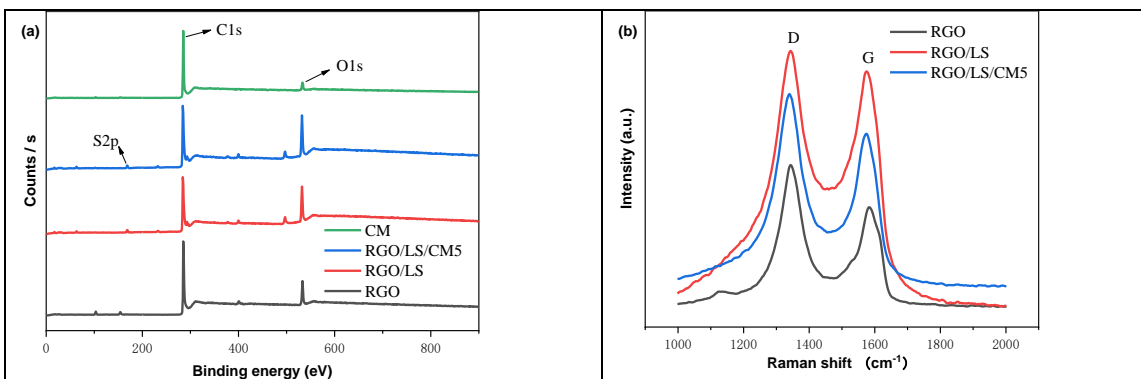 (a)
C1s
O1s
S2p
Counts / s
CM
RGO/LS/CM5
RGO/LS
RGO
0 200 400 600 800
Binding energy (eV)
(b)
D
G
RGO
RGO/LS
RGO/LS/CM5
Intensity (a.u.)
1000 1200 1400 1600 1800 2000
Raman shift （cm-1）